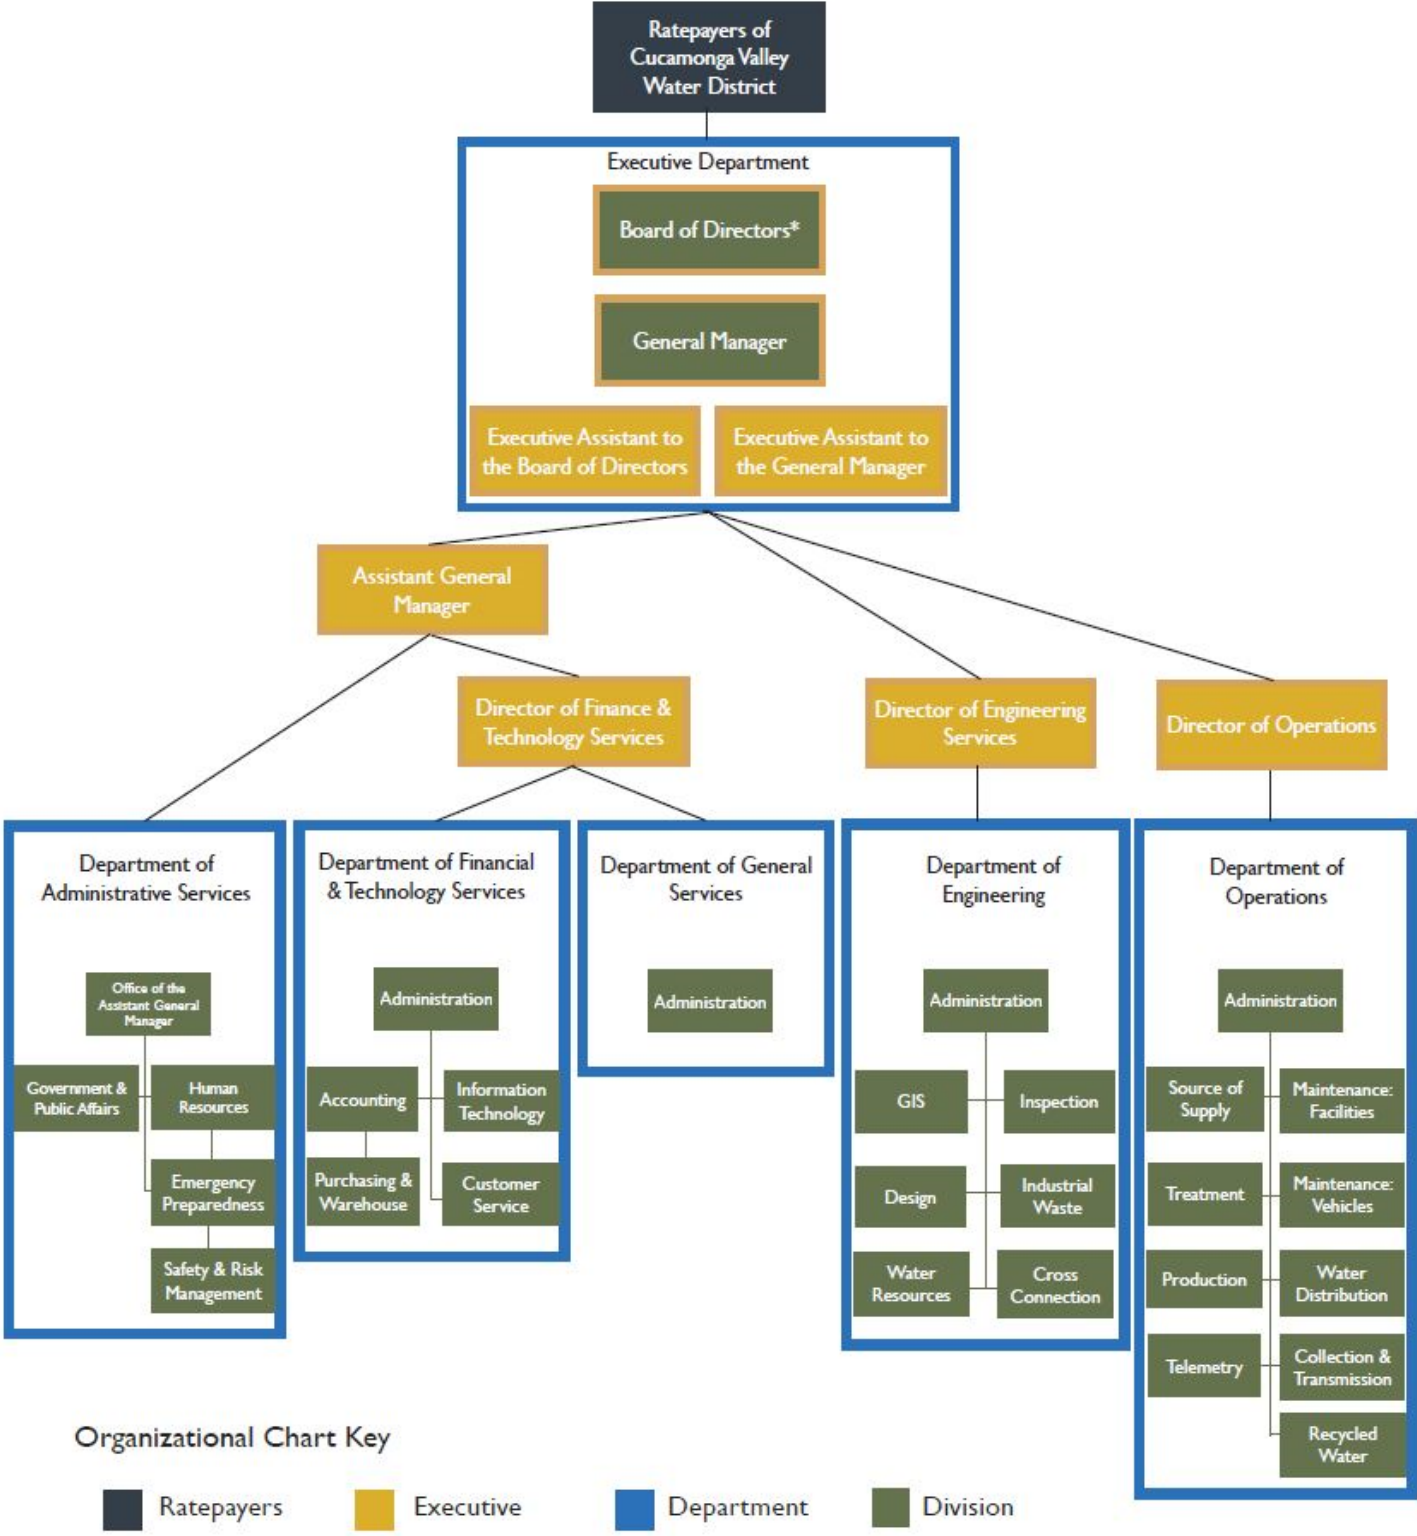 Ratepayers of
Cucamonga Valley
Water District
Executive Department
Board of Directors*
General Manager
Executive Assistant to
the Board of Directors
Executive Assistant to
the General Manager
Assistant General
Manager
Director of Finance &
Technology Services
Director of Engineering
Services
Director of Operations
Department of
Administrative Services
Office of the
Assistant General
Manager
Government &
Public Affairs
Human
Resources
Emergency
Preparedness
Safety & Risk
Management
Department of Financial
& Technology Services
Administration
Accounting
Information
Technology
Purchasing &
Warehouse
Customer
Service
Department of General
Services
Administration
Department of
Engineering
Administration
GIS
Inspection
Design
Industrial
Waste
Water
Resources
Cross
Connection
Department of
Operations
Administration
Source of
Supply
Maintenance:
Facilities
Treatment
Maintenance:
Vehicles
Production
Water
Distribution
Telemetry
Collection &
Transmission
Recycled
Water
Organizational Chart Key
Ratepayers
Executive
Department
Division